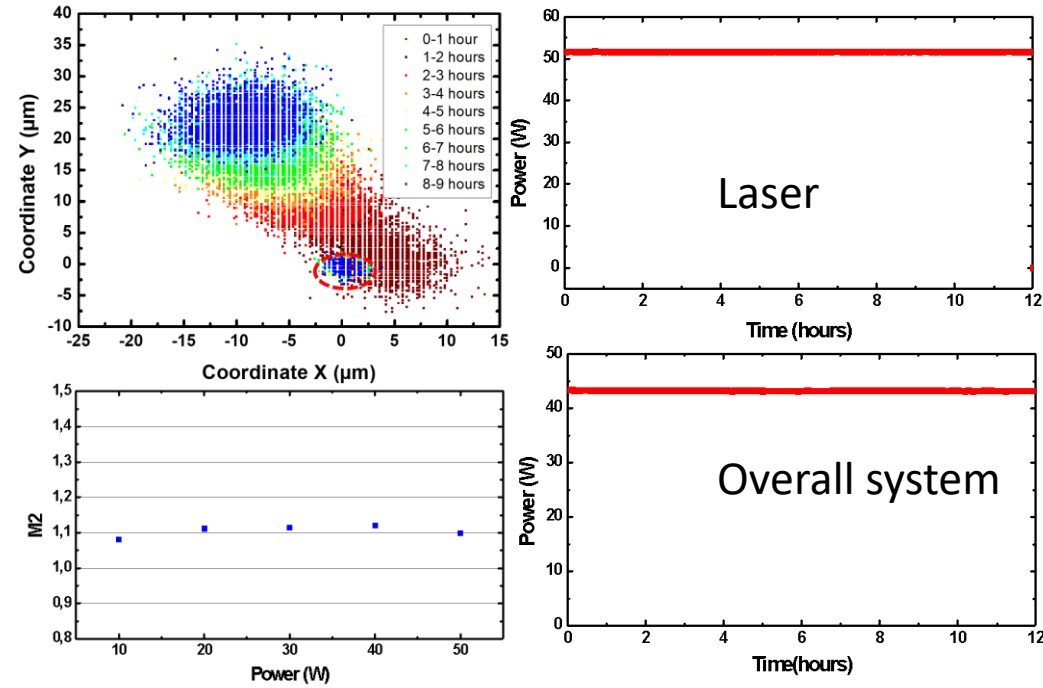 40
35
30
25
20
15
10
5
0
-5
-10
Coordinate Y (µm)
0-1 hour
1-2 hours
2-3 hours
3-4 hours
4-5 hours
5-6 hours
6-7 hours
7-8 hours
8-9 hours
-25 -20 -15 -10 -5 0 5 10 15
Coordinate X (µm)
60
50
40
30
20
10
0
Power (W)
Laser
0 2 4 6 8 10 12
Time (hours)
1,5
1,4
1,3
1,2
1,1
1,0
0,9
0,8
M2
10 20 30 40 50
Power (W)
50
40
30
20
10
0
Power (W)
Overall system
0 2 4 6 8 10 12
Time(hours)